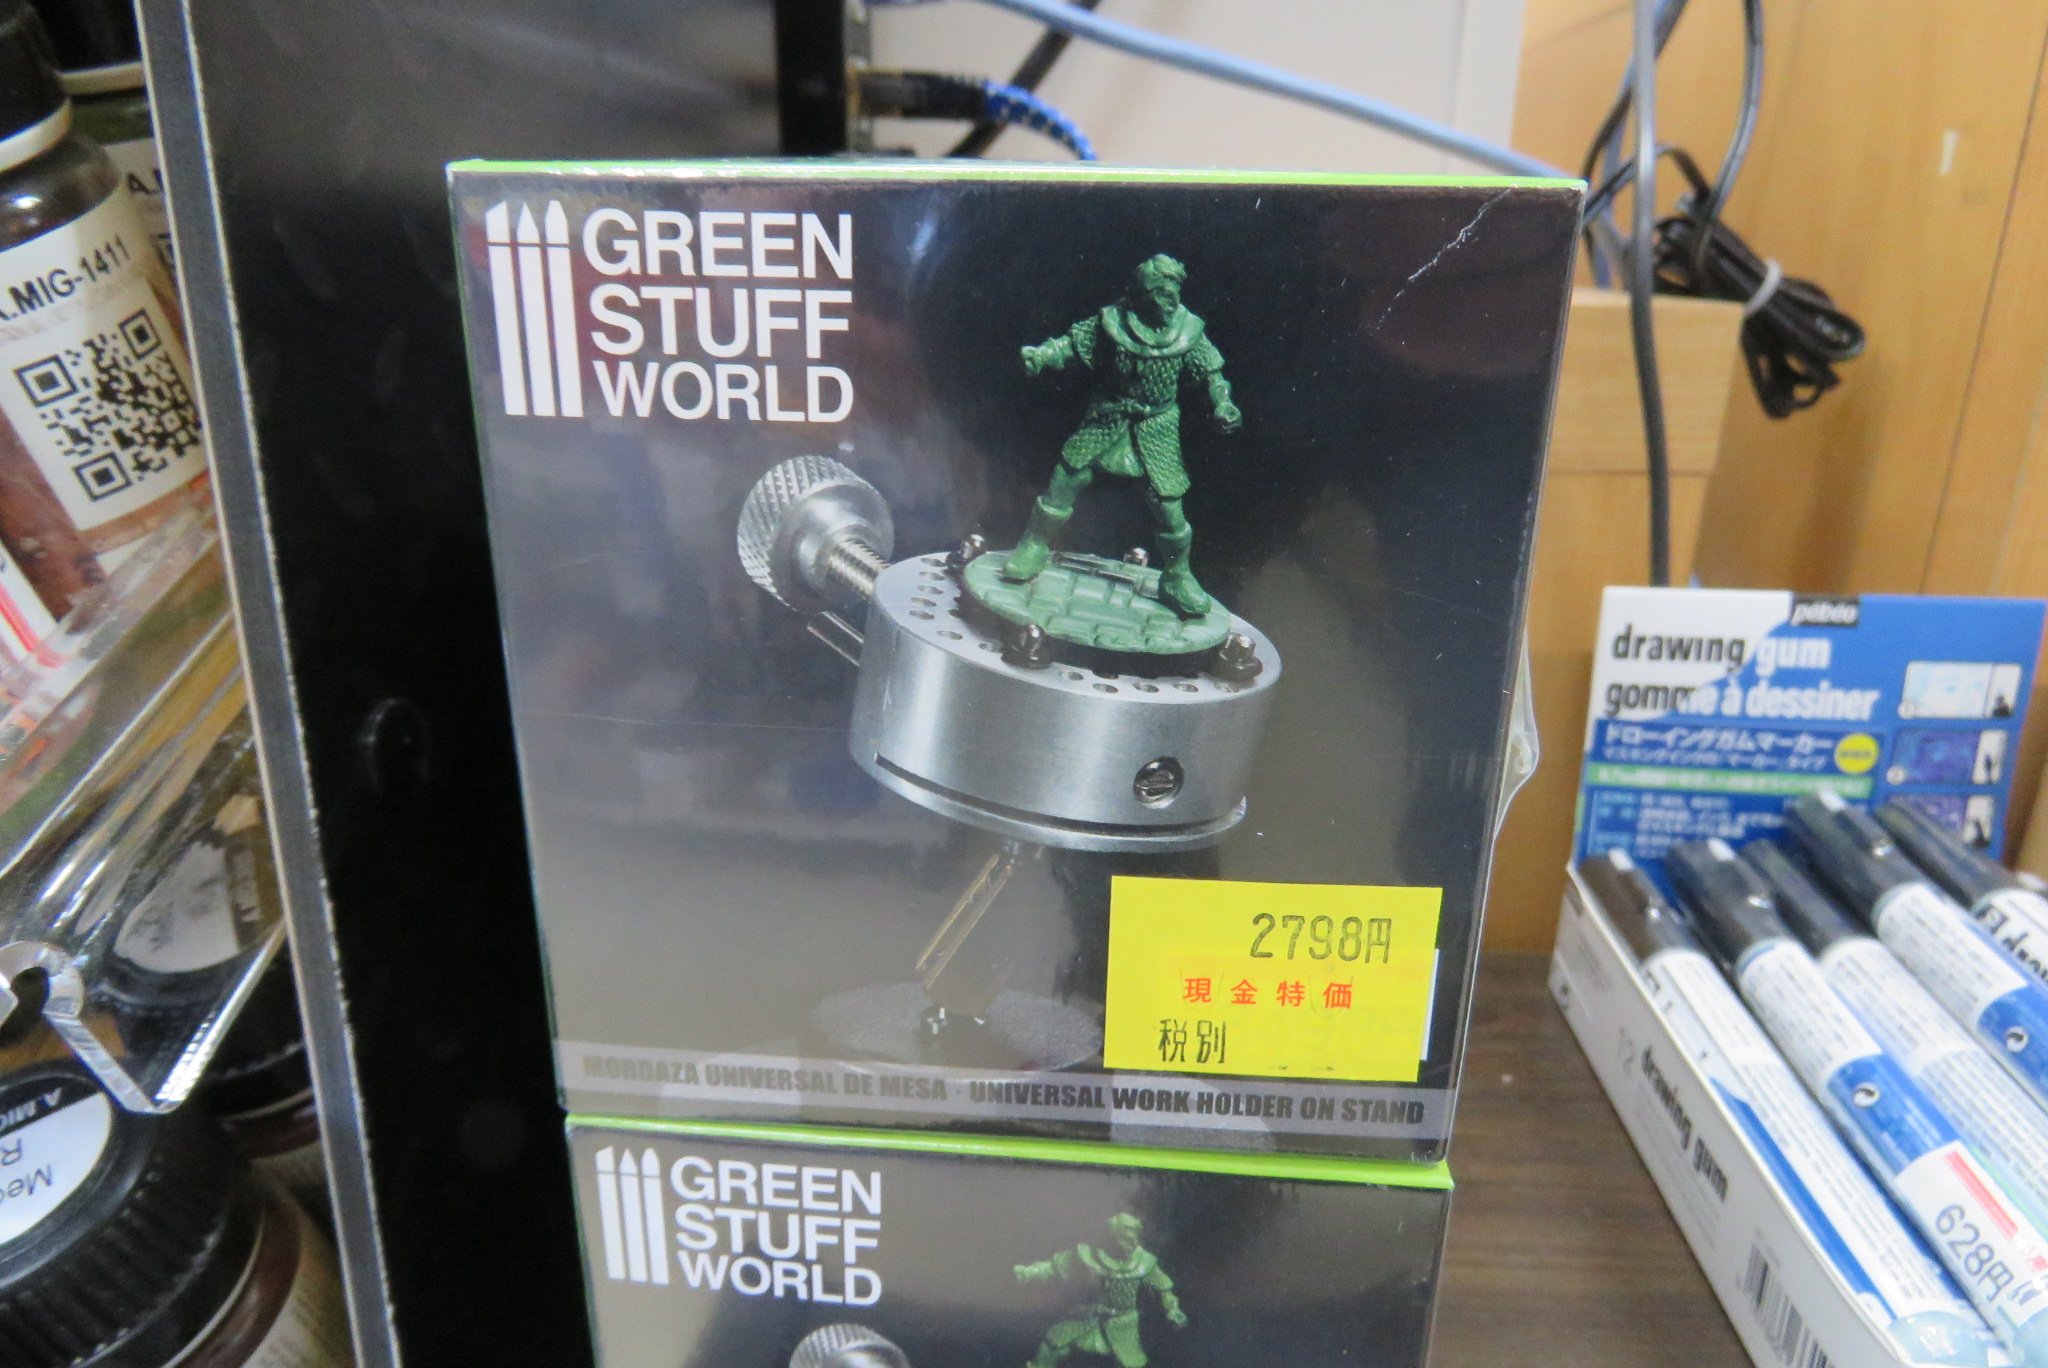 GREEN
STUFF
WORLD
2798円
現金特価
税別
MORDAZA UNIVERSAL DE MESA · UNIVERSAL WORK HOLDER ON STAND
GREEN
STUFF
WORLD
A.MIG-1411
pébéo
drawing gum
gomme à dessiner
ドローイングガムマーカー
drawing gum
628円